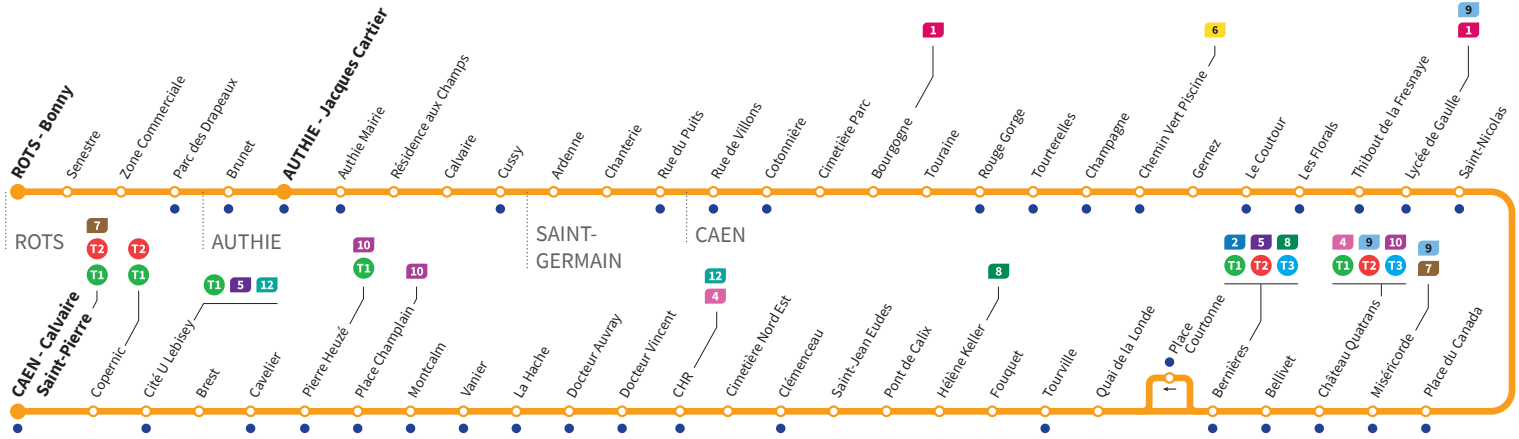 ROTS - Bonny
Senestre
Zone Commerciale
Parc des Drapeaux
Brunet
AUTHIE - Jacques Cartier
Authie Mairie
Résidence aux Champs
Calvaire
Cussy
Ardenne
Chanterie
Rue du Puits
Rue de Villons
Cotonnière
Cimetière Parc
Bourgogne
1
Touraine
Rouge Gorge
Tourterelles
Champagne
Chemin Vert Piscine
6
Gernez
Le Coutour
Les Florals
Thibout de la Fresnaye
Lycée de Gaulle
9
1
Saint-Nicolas
ROTS
AUTHIE
SAINT-
GERMAIN
CAEN
CAEN - Calvaire
Saint-Pierre
7
T2
T1
Copernic
T2
T1
Cité U Lebisey
T1 5 12
Brest
Cavelier
Pierre Heuzé
10
T1
Place Champlain
10
Montcalm
Vanier
La Hache
Docteur Auvray
Docteur Vincent
CHR
12
4
Cimetière Nord Est
Clémenceau
Saint-Jean Eudes
Pont de Calix
Hélène Keller
8
Fouquet
Tourville
Quai de la Londe
Place
Courtonne
←
Bernières
2 5 8
T1 T2 T3
Bellivet
Château Quatrans
4 9 10
T1 T2 T3
Miséricorde
9
7
Place du Canada